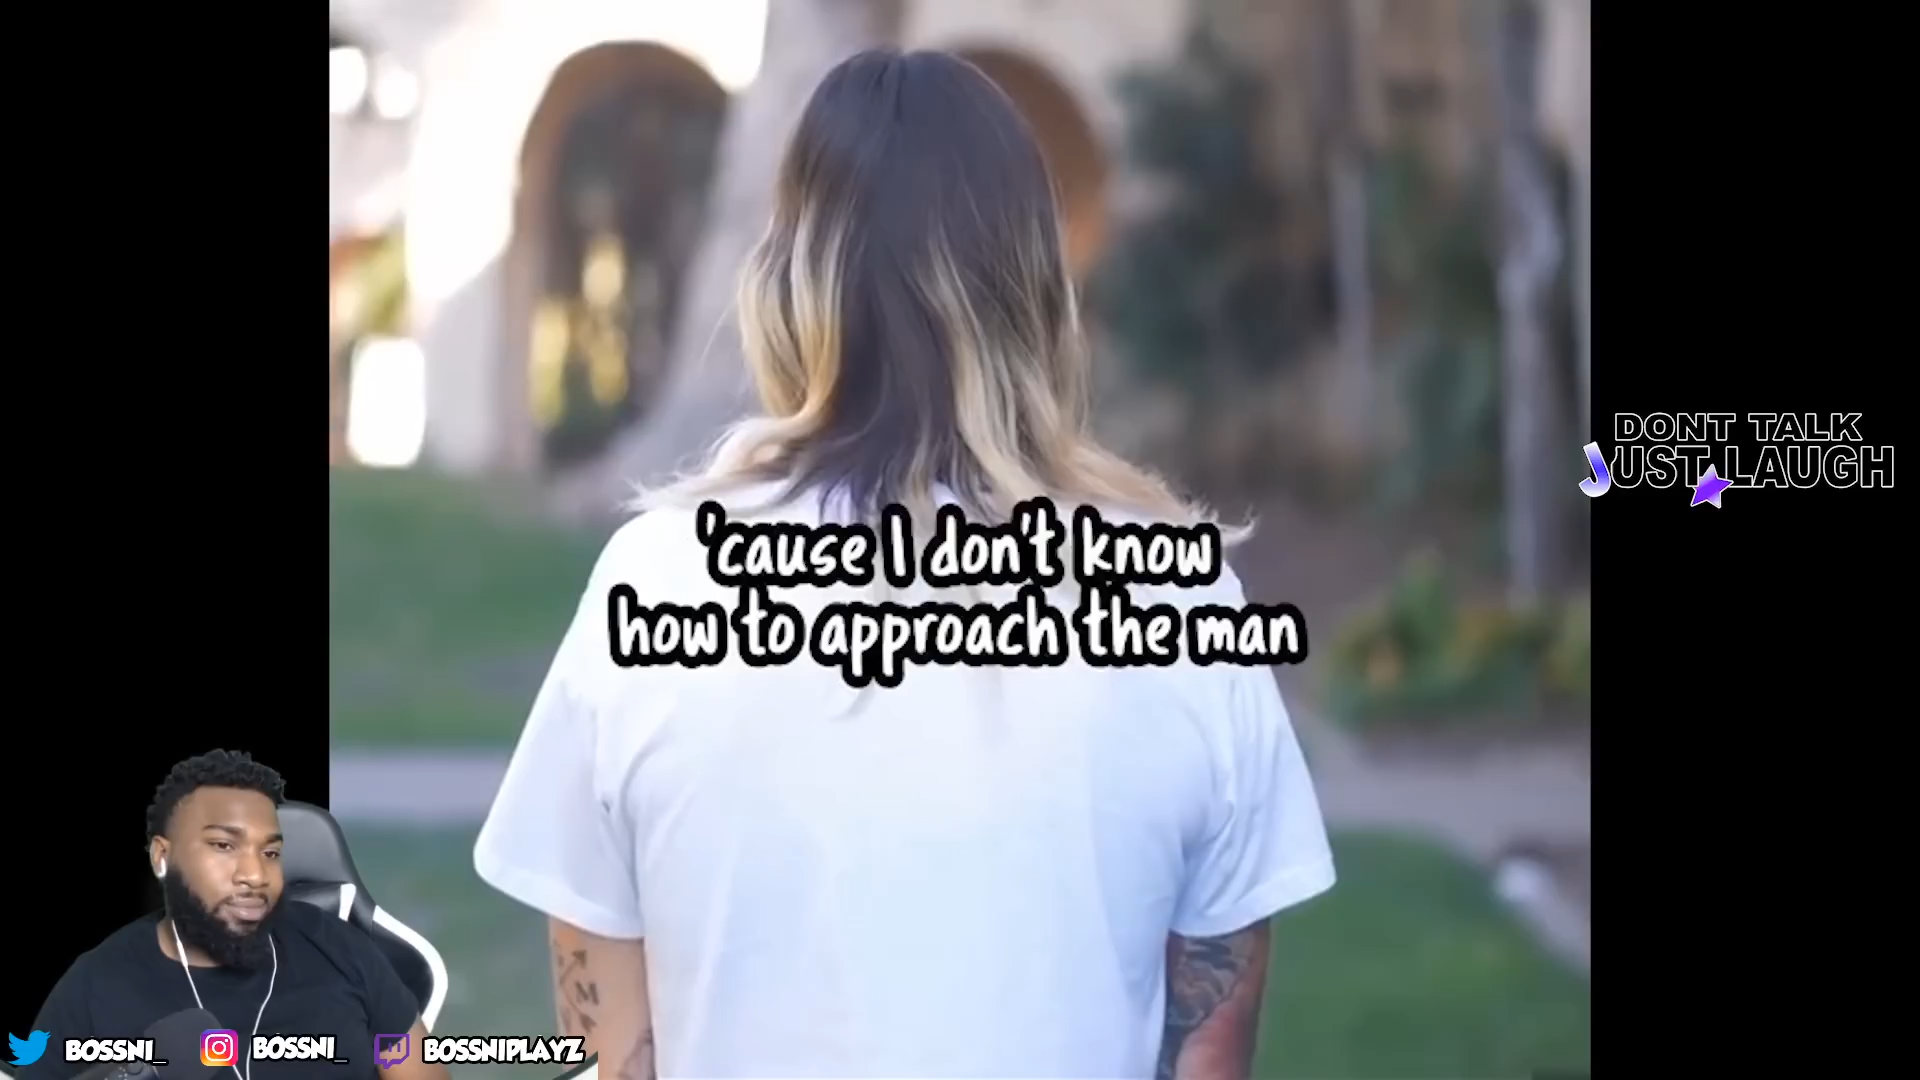 DONT TALK
JUST LAUGH
'cause I don't know
how to approach the man
M
BOSSNI_
BOSSNI_
BOSSNIPLAYZ